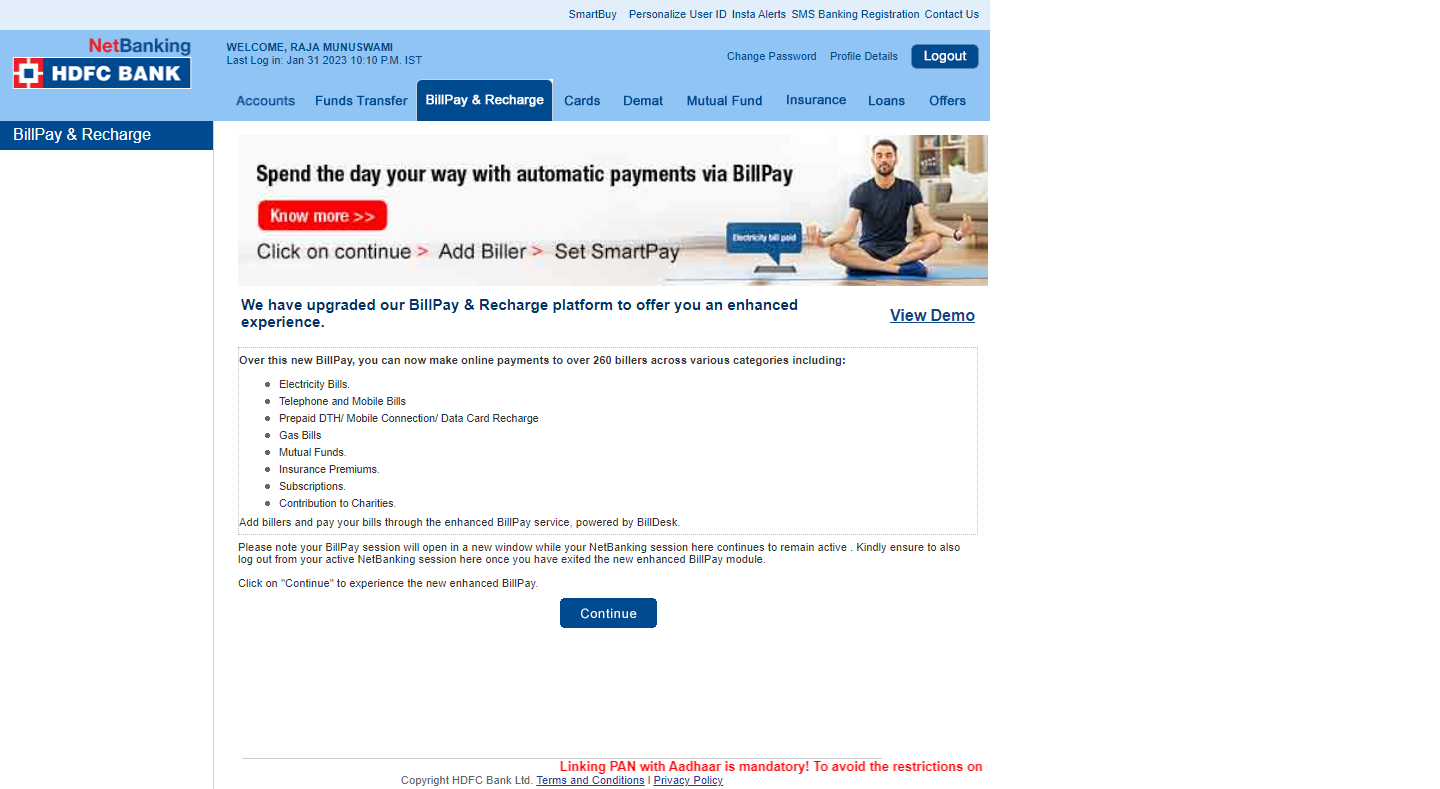 SmartBuy Personalize User ID Insta Alerts SMS Banking Registration Contact Us
NetBanking
HDFC BANK
WELCOME, RAJA MUNUSWAMI
Last Log in: Jan 31 2023 10:10 P.M. IST
Change Password Profile Details Logout
Accounts Funds Transfer BillPay & Recharge Cards Demat Mutual Fund Insurance Loans Offers
BillPay & Recharge
Spend the day your way with automatic payments via BillPay
Know more >>
Click on continue > Add Biller > Set SmartPay
Electricity bill paid
We have upgraded our BillPay & Recharge platform to offer you an enhanced
experience.
View Demo
Over this new BillPay, you can now make online payments to over 260 billers across various categories including:
Electricity Bills.
Telephone and Mobile Bills
Prepaid DTH/ Mobile Connection/ Data Card Recharge
Gas Bills
Mutual Funds.
Insurance Premiums.
Subscriptions.
Contribution to Charities.
Add billers and pay your bills through the enhanced BillPay service, powered by BillDesk.
Please note your BillPay session will open in a new window while your NetBanking session here continues to remain active . Kindly ensure to also
log out from your active NetBanking session here once you have exited the new enhanced BillPay module.
Click on "Continue" to experience the new enhanced BillPay.
Continue
Linking PAN with Aadhaar is mandatory! To avoid the restrictions on
Copyright HDFC Bank Ltd. Terms and Conditions I Privacy Policy